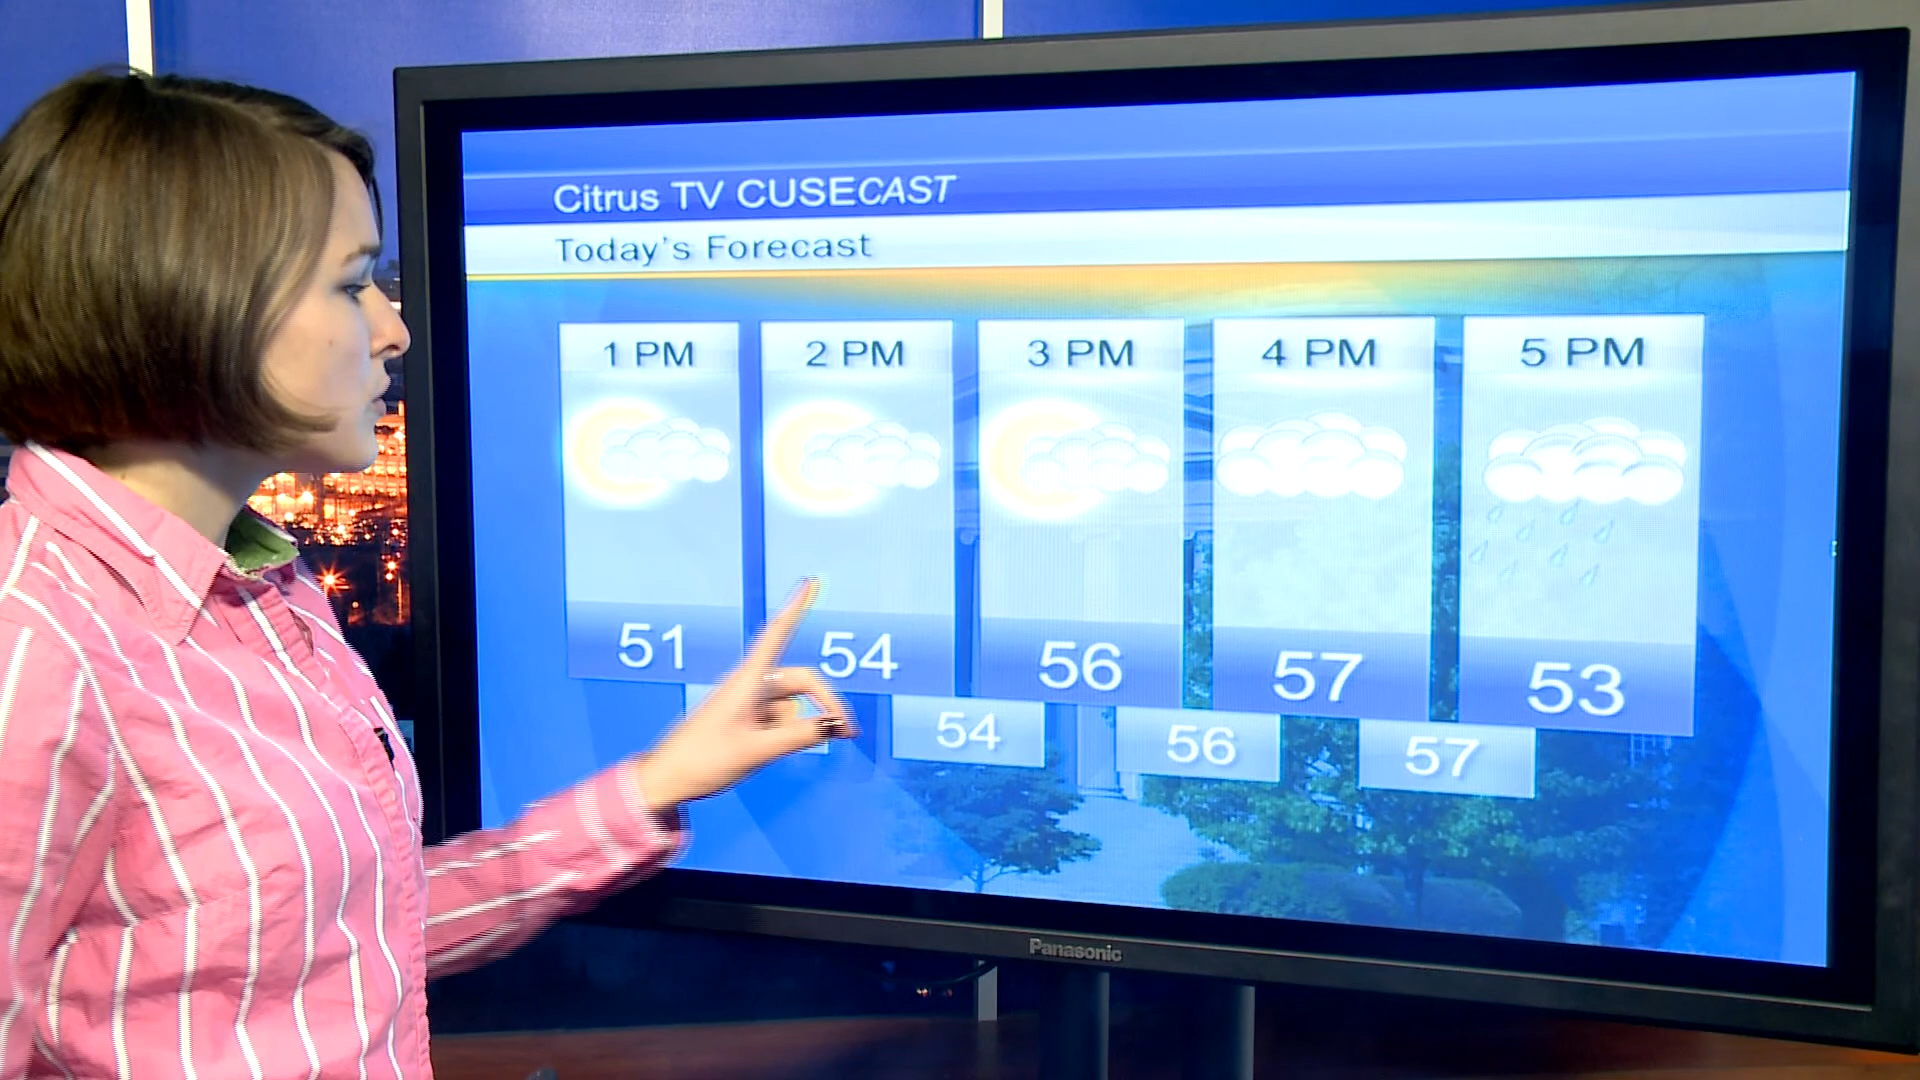 Citrus TV CUSECAST
Today's Forecast
1 PM 2 PM 3 PM 4 PM 5 PM
51 54 56 57 53
54 56 57
Panasonic